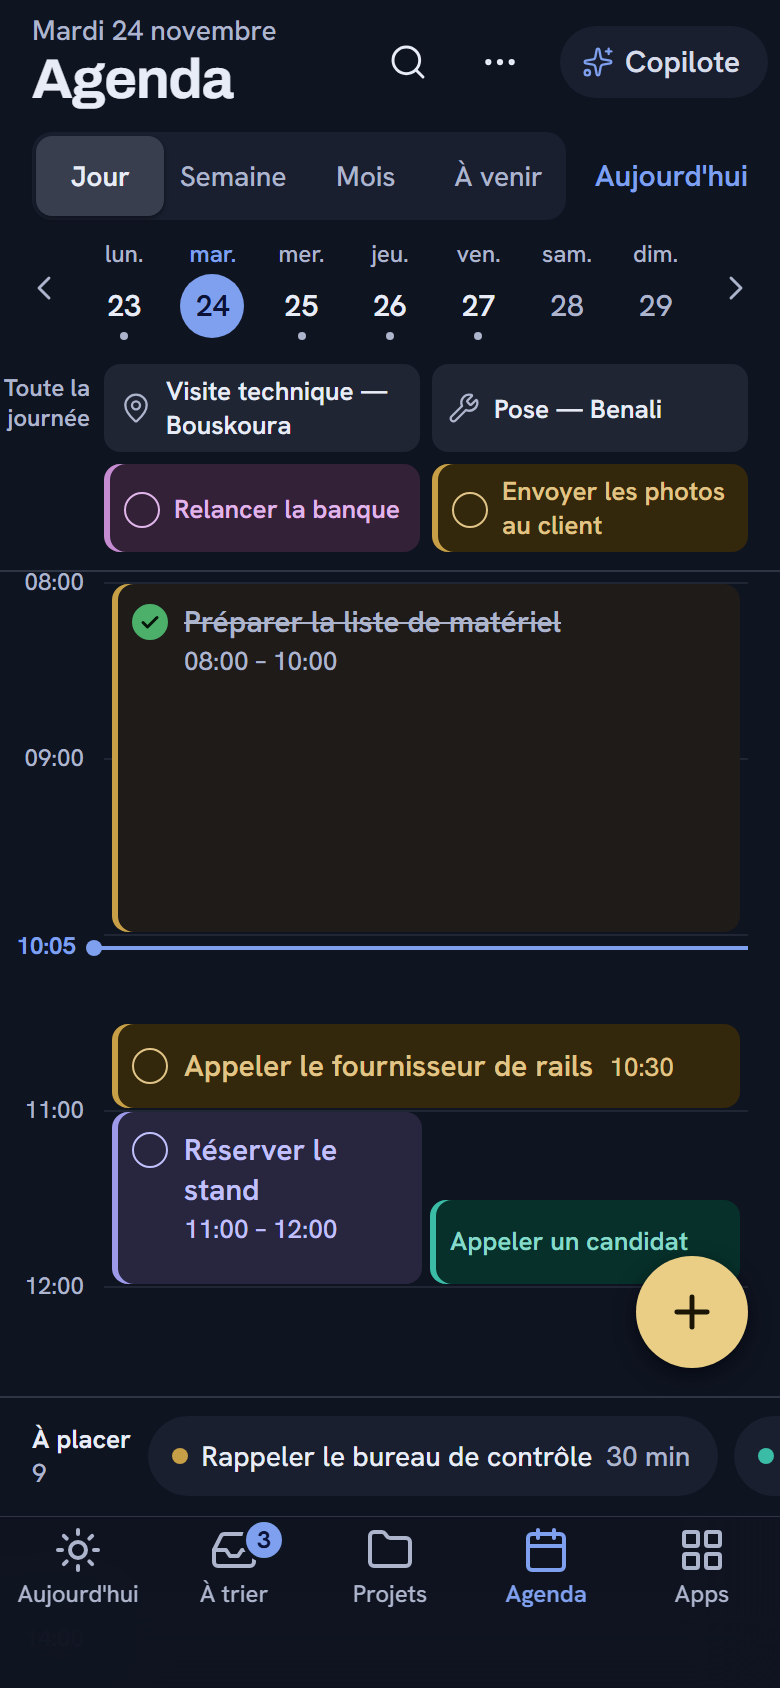 Mardi 24 novembre
Agenda
Copilote
Jour Semaine Mois À venir Aujourd'hui
lun. mar. mer. jeu. ven. sam. dim.
23 24 25 26 27 28 29
Toute la
journée
Visite technique —
Bouskoura
Pose — Benali
Relancer la banque
Envoyer les photos
au client
08:00
Préparer la liste de matériel
08:00 – 10:00
09:00
10:05
Appeler le fournisseur de rails 10:30
11:00
Réserver le
stand
11:00 – 12:00
Appeler un candidat
12:00
À placer
9
Rappeler le bureau de contrôle 30 min
3
Aujourd'hui À trier Projets Agenda Apps